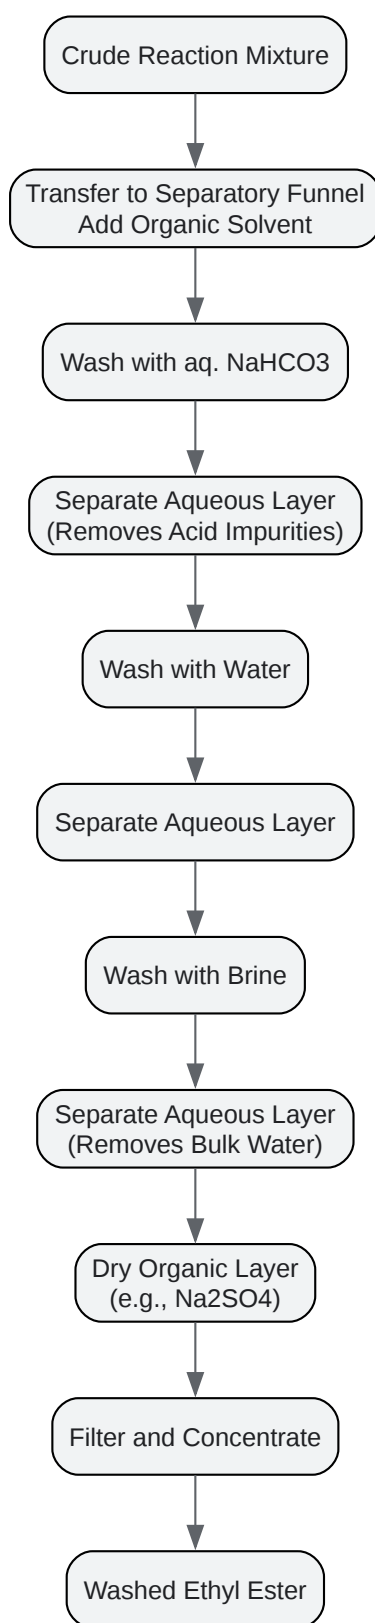 Crude Reaction Mixture
Transfer to Separatory Funnel
Add Organic Solvent
Wash with aq. NaHCO3
Separate Aqueous Layer
(Removes Acid Impurities)
Wash with Water
Separate Aqueous Layer
Wash with Brine
Separate Aqueous Layer
(Removes Bulk Water)
Dry Organic Layer
(e.g., Na2SO4)
Filter and Concentrate
Washed Ethyl Ester